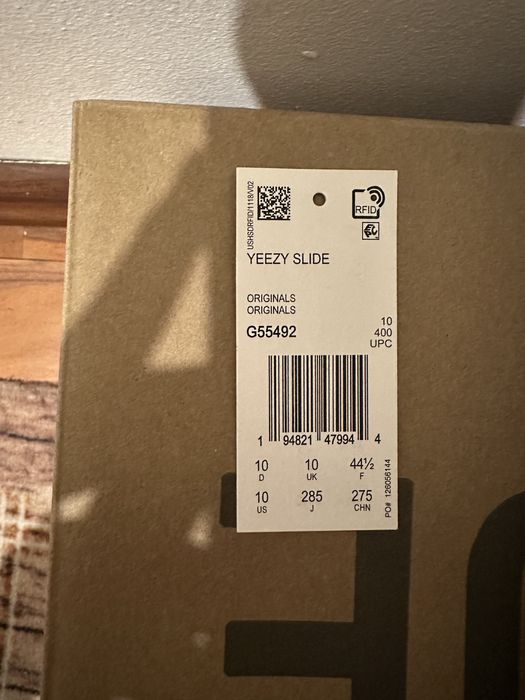 USHSORFID/1118/V02
RFID
YEEZY SLIDE
ORIGINALS
ORIGINALS
G55492
10
400
UPC
1 94821 47994 4
10 10 44½
D UK F
10 285 275
US J CHN
PO# 126056144